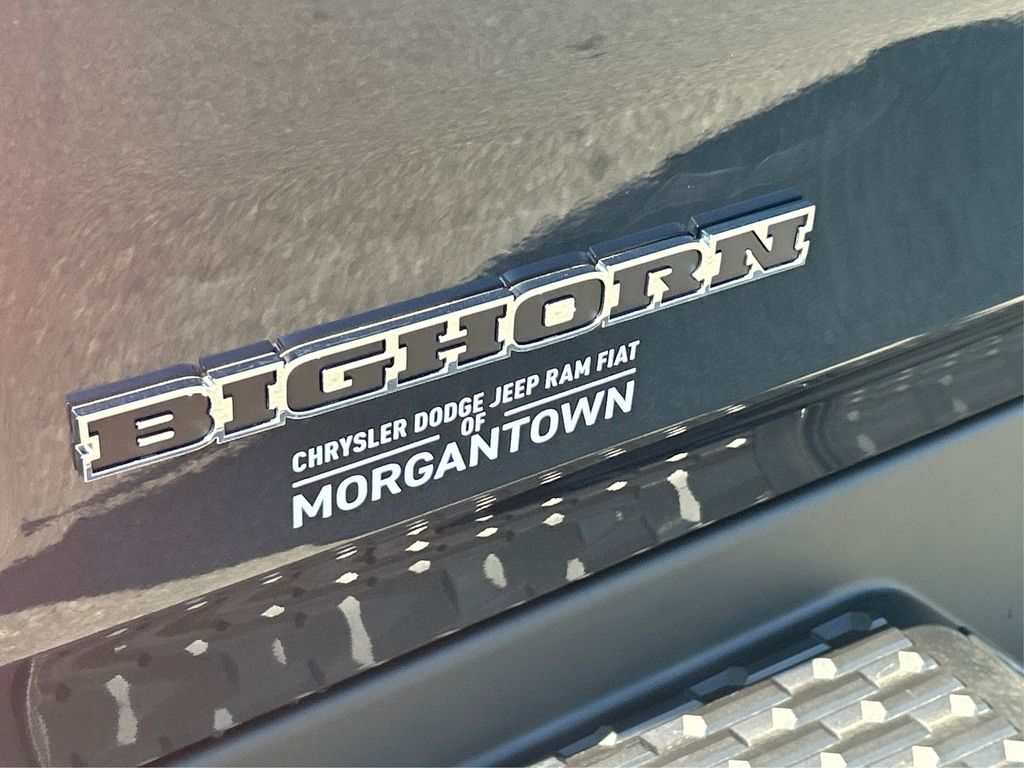 BIGHORN
CHRYSLER DODGE JEEP RAM FIAT
OF
MORGANTOWN